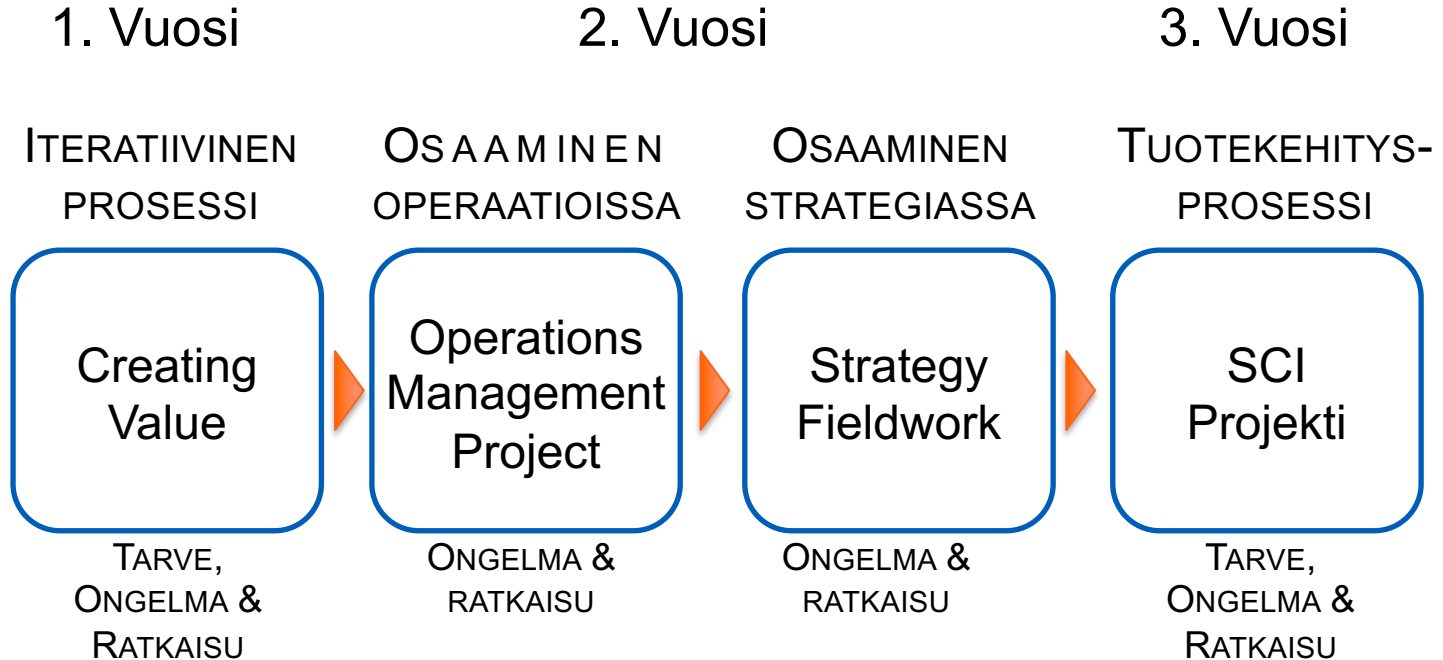 1. Vuosi
2. Vuosi
3. Vuosi
ITERATIIVINEN
PROSESSI
OSAAMINEN
OPERAATIOISSA
OSAAMINEN
STRATEGIASSA
TUOTEKEHITYS-
PROSESSI
Creating
Value
Operations
Management
Project
Strategy
Fieldwork
SCI
Projekti
TARVE,
ONGELMA &
RATKAISU
ONGELMA &
RATKAISU
ONGELMA &
RATKAISU
TARVE,
ONGELMA &
RATKAISU